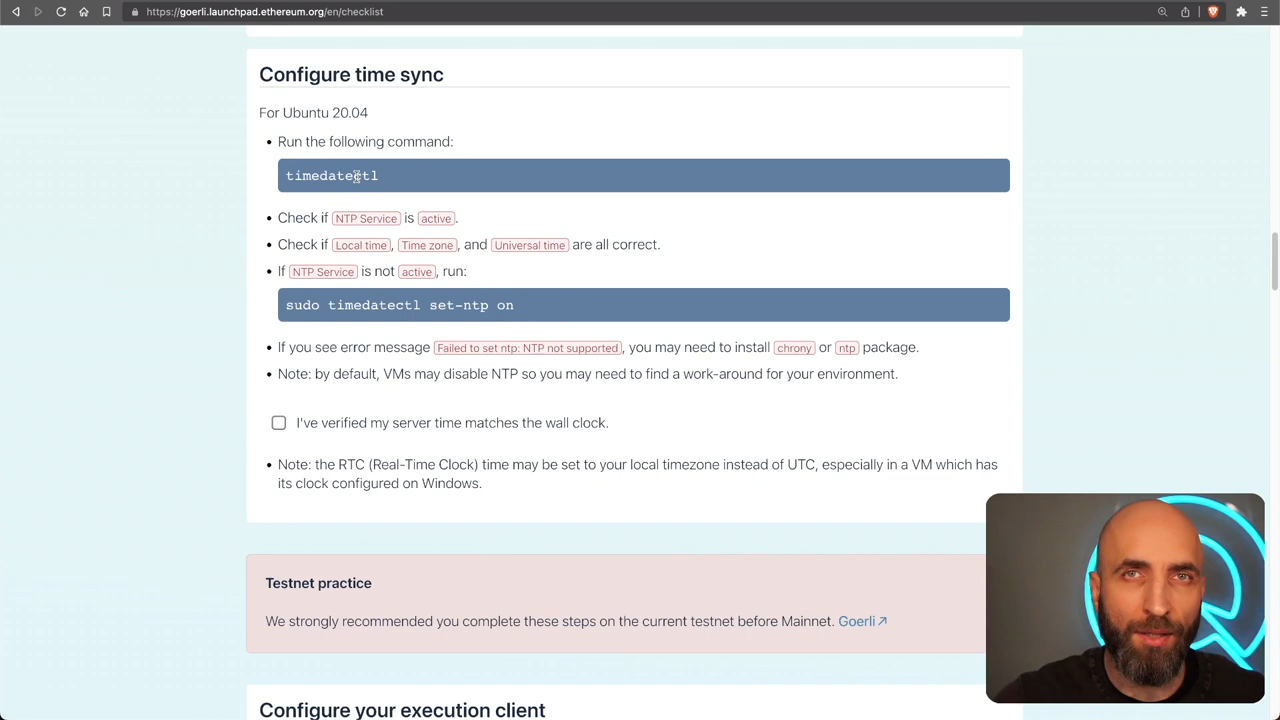 https://goerli.launchpad.ethereum.org/en/checklist
Configure time sync
For Ubuntu 20.04
• Run the following command:
timedatectl
• Check if NTP Service is active.
• Check if Local time, Time zone, and Universal time are all correct.
• If NTP Service is not active, run:
sudo timedatectl set-ntp on
• If you see error message Failed to set ntp: NTP not supported, you may need to install chrony or ntp package.
• Note: by default, VMs may disable NTP so you may need to find a work-around for your environment.
I've verified my server time matches the wall clock.
• Note: the RTC (Real-Time Clock) time may be set to your local timezone instead of UTC, especially in a VM which has
its clock configured on Windows.
Testnet practice
We strongly recommended you complete these steps on the current testnet before Mainnet. Goerli ↗
Configure your execution client